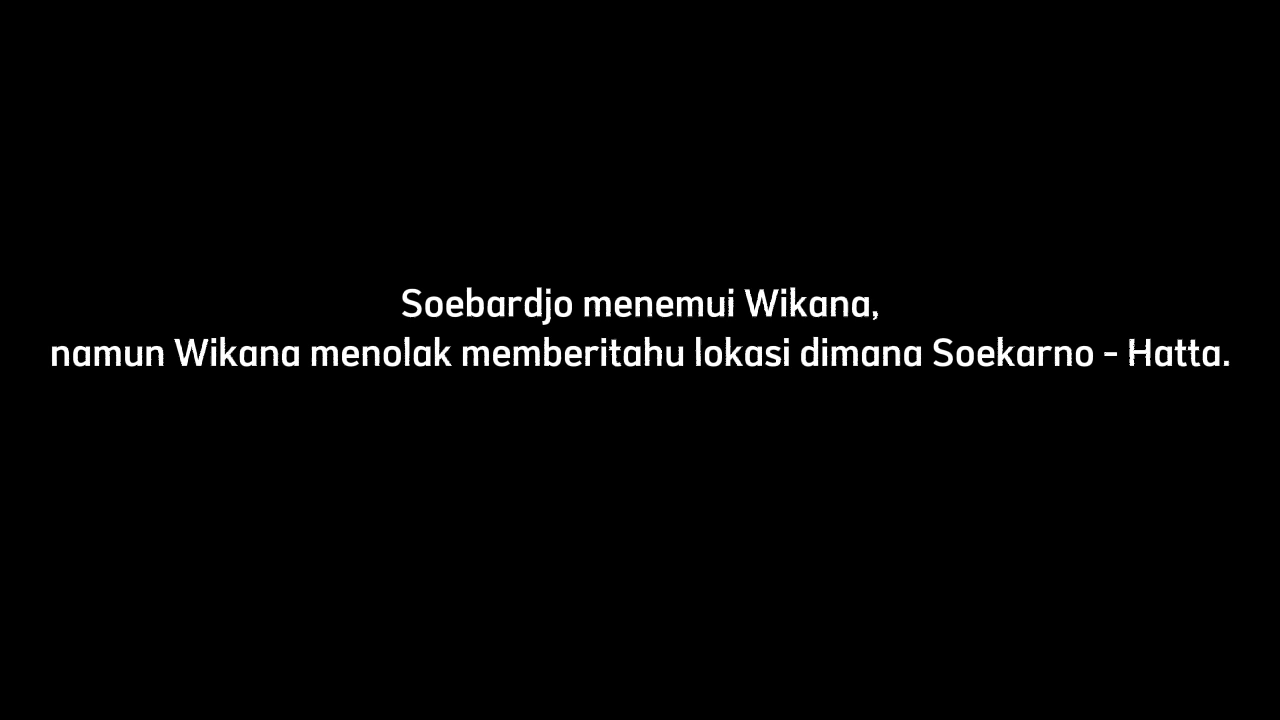 Soebardjo menemui Wikana,
namun Wikana menolak memberitahu lokasi dimana Soekarno - Hatta.